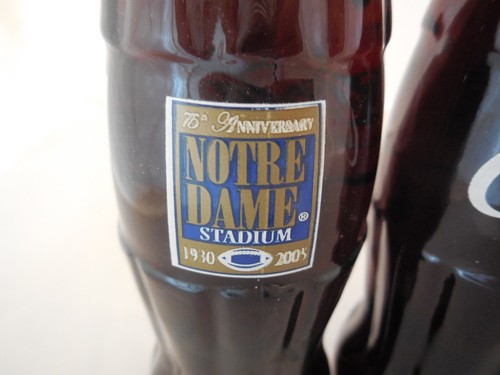 75th ANNIVERSARY
NOTRE
DAME®
STADIUM
1930 2005